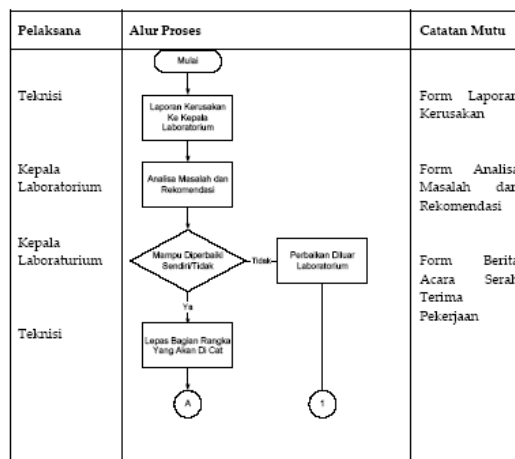 Pelaksana
Alur Proses
Catatan Mutu
Mulai
Teknisi
Laporan Kerusakan
Ke Kepala
Laboratorium
Form Laporan
Kerusakan
Kepala
Laboratorium
Analisa Masalah dan
Rekomendasi
Form Analisa
Masalah dan
Rekomendasi
Kepala
Laboraturium
Mampu Diperbaiki
Sendiri/Tidak
Tidak
Perbaikan Diluar
Laboratorium
Form Berita
Acara Serah
Terima
Pekerjaan
Ya
Teknisi
Lepas Bagian Rangka
Yang Akan Di Cat
A
1